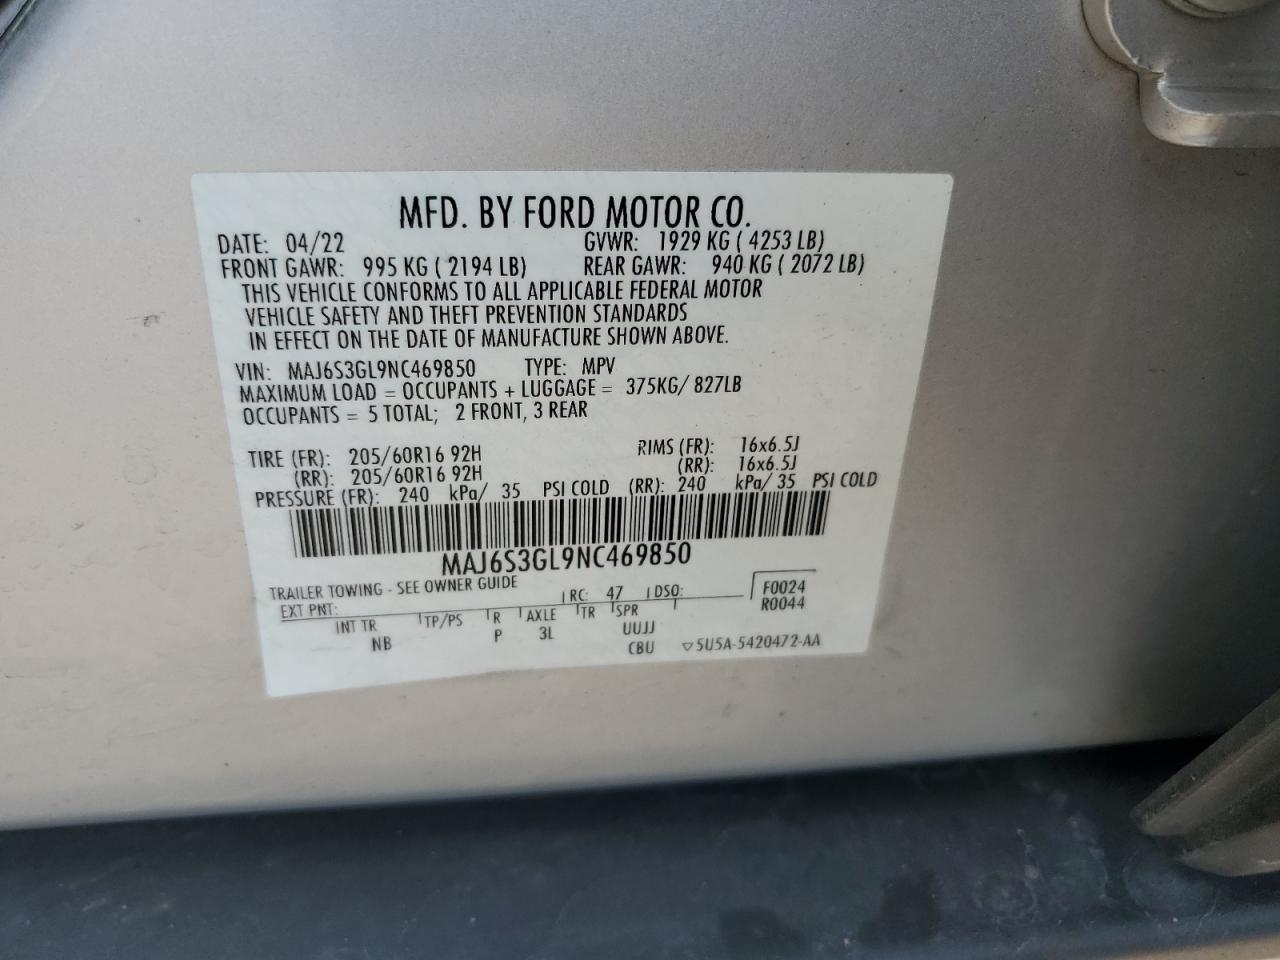 MFD. BY FORD MOTOR CO.
DATE: 04/22 GVWR: 1929 KG ( 4253 LB)
FRONT GAWR: 995 KG ( 2194 LB) REAR GAWR: 940 KG ( 2072 LB)
THIS VEHICLE CONFORMS TO ALL APPLICABLE FEDERAL MOTOR
VEHICLE SAFETY AND THEFT PREVENTION STANDARDS
IN EFFECT ON THE DATE OF MANUFACTURE SHOWN ABOVE.
VIN: MAJ6S3GL9NC469850 TYPE: MPV
MAXIMUM LOAD = OCCUPANTS + LUGGAGE = 375KG/ 827LB
OCCUPANTS = 5 TOTAL; 2 FRONT, 3 REAR
TIRE (FR): 205/60R16 92H RIMS (FR): 16x6.5J
(RR): 205/60R16 92H (RR): 16x6.5J
PRESSURE (FR): 240 kPa/ 35 PSI COLD (RR): 240 kPa/ 35 PSI COLD
MAJ6S3GL9NC469850
TRAILER TOWING - SEE OWNER GUIDE
EXT PNT: RC: 47 DSO: F0024
R0044
INT TR TP/PS R AXLE TR SPR
NB P 3L UUJJ
CBU ▽5U5A-5420472-AA